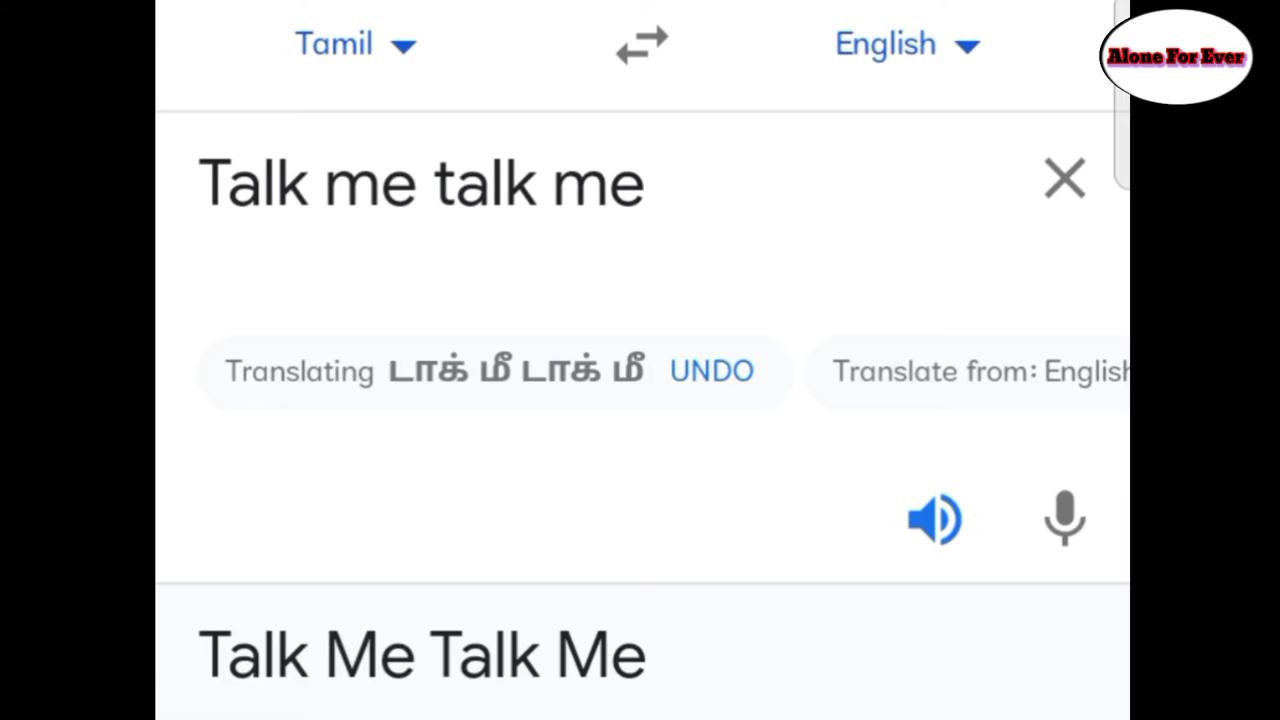 Tamil English
Alone For Ever
Talk me talk me
Translating டாக் மீ டாக் மீ UNDO Translate from: English
Talk Me Talk Me